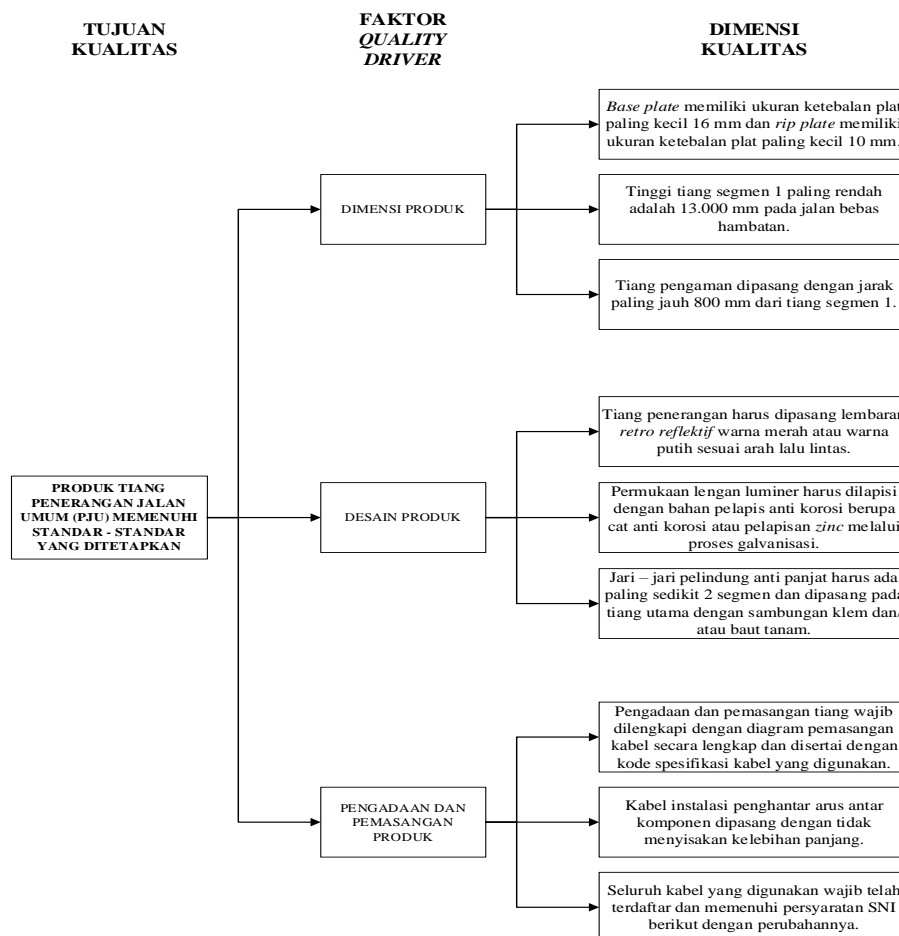 TUJUAN
KUALITAS
FAKTOR
QUALITY
DRIVER
DIMENSI
KUALITAS
PRODUK TIANG
PENERANGAN JALAN
UMUM (PJU) MEMENUHI
STANDAR - STANDAR
YANG DITETAPKAN
DIMENSI PRODUK
Base plate memiliki ukuran ketebalan plat
paling kecil 16 mm dan rip plate memiliki
ukuran ketebalan plat paling kecil 10 mm.
Tinggi tiang segmen 1 paling rendah
adalah 13.000 mm pada jalan bebas
hambatan.
Tiang pengaman dipasang dengan jarak
paling jauh 800 mm dari tiang segmen 1.
DESAIN PRODUK
Tiang penerangan harus dipasang lembaran
retro reflektif warna merah atau warna
putih sesuai arah lalu lintas.
Permukaan lengan luminer harus dilapisi
dengan bahan pelapis anti korosi berupa
cat anti korosi atau pelapisan zinc melalui
proses galvanisasi.
Jari – jari pelindung anti panjat harus ada
paling sedikit 2 segmen dan dipasang pada
tiang utama dengan sambungan klem dan/
atau baut tanam.
PENGADAAN DAN
PEMASANGAN
PRODUK
Pengadaan dan pemasangan tiang wajib
dilengkapi dengan diagram pemasangan
kabel secara lengkap dan disertai dengan
kode spesifikasi kabel yang digunakan.
Kabel instalasi penghantar arus antar
komponen dipasang dengan tidak
menyisakan kelebihan panjang.
Seluruh kabel yang digunakan wajib telah
terdaftar dan memenuhi persyaratan SNI
berikut dengan perubahannya.